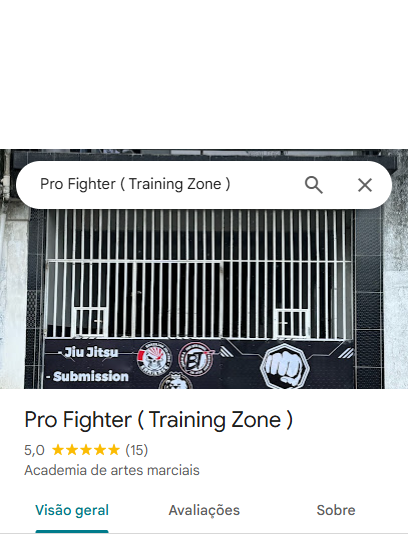 Pro Fighter ( Training Zone )
- Jiu Jitsu
- Submission
Pro Fighter ( Training Zone )
5,0 (15)
Academia de artes marciais
Visão geral
Avaliações
Sobre